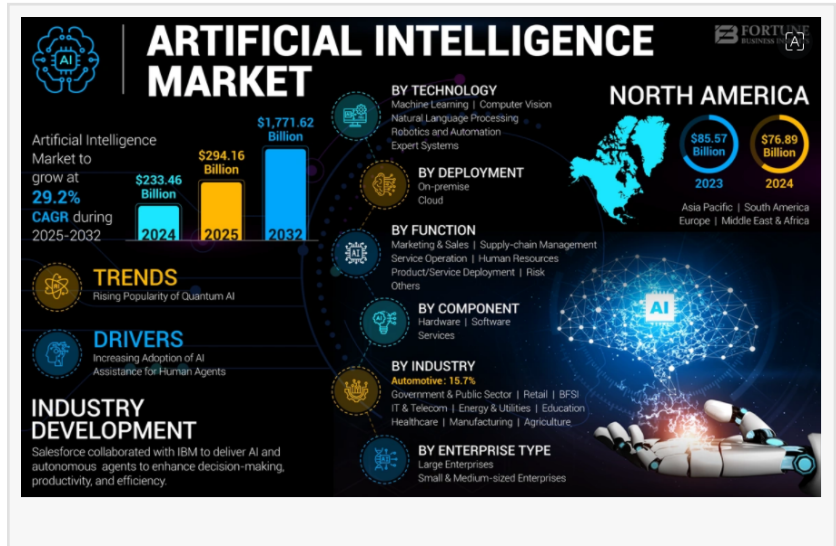 AI
ARTIFICIAL INTELLIGENCE
MARKET
FORTUNE
BUSINESS
A
Artificial Intelligence
Market to
grow at
29.2%
CAGR during
2025-2032
$233.46
Billion
2024
$294.16
Billion
2025
$1,771.62
Billion
2032
TRENDS
Rising Popularity of Quantum AI
DRIVERS
Increasing Adoption of AI
Assistance for Human Agents
INDUSTRY
DEVELOPMENT
Salesforce collaborated with IBM to deliver AI and
autonomous agents to enhance decision-making,
productivity, and efficiency.
BY TECHNOLOGY
Machine Learning | Computer Vision
Natural Language Processing
Robotics and Automation
Expert Systems
BY DEPLOYMENT
On-premise
Cloud
AI
BY FUNCTION
Marketing & Sales | Supply-chain Management
Service Operation | Human Resources
Product/Service Deployment | Risk
Others
BY COMPONENT
Hardware | Software
Services
BY INDUSTRY
Automotive: 15.7%
Government & Public Sector | Retail | BFSI
IT & Telecom | Energy & Utilities | Education
Healthcare | Manufacturing | Agriculture
BY ENTERPRISE TYPE
Large Enterprises
Small & Medium-sized Enterprises
NORTH AMERICA
$85.57
Billion
2023
$76.89
Billion
2024
Asia Pacific | South America
Europe | Middle East & Africa
AI